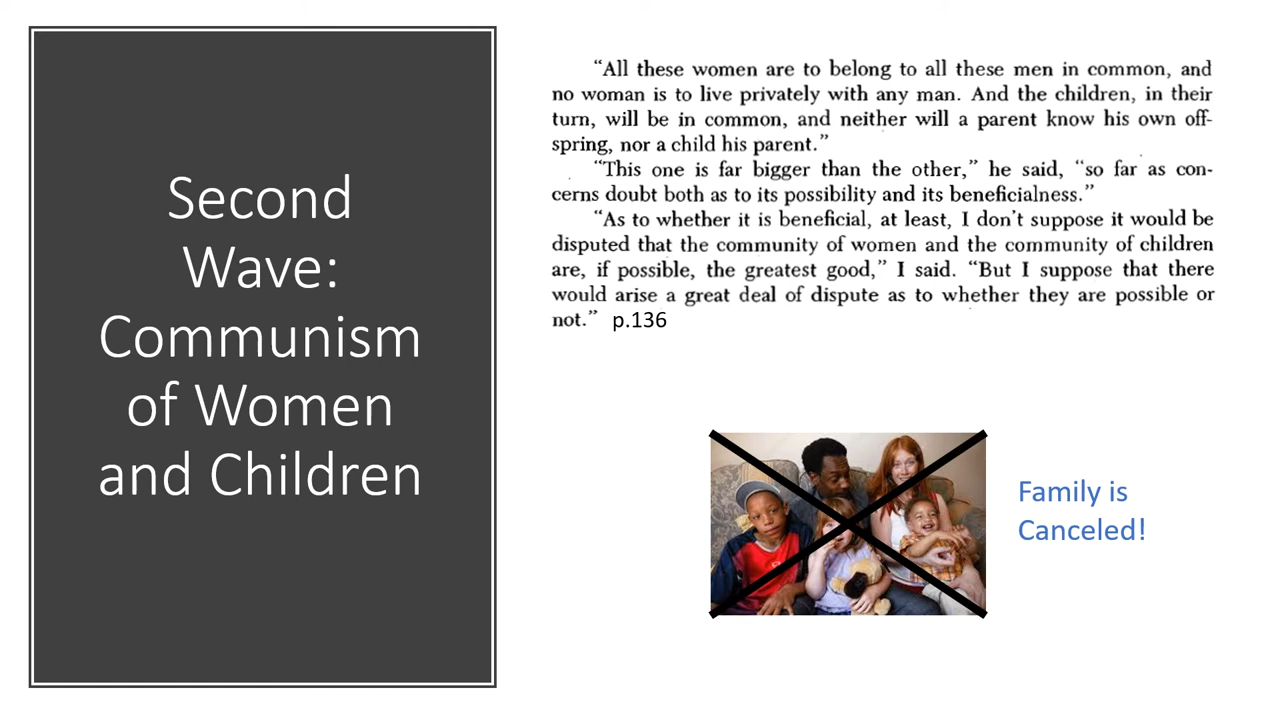 Second
Wave:
Communism
of Women
and Children
“All these women are to belong to all these men in common, and
no woman is to live privately with any man. And the children, in their
turn, will be in common, and neither will a parent know his own off-
spring, nor a child his parent.”
“This one is far bigger than the other,” he said, “so far as con-
cerns doubt both as to its possibility and its beneficialness.”
“As to whether it is beneficial, at least, I don’t suppose it would be
disputed that the community of women and the community of children
are, if possible, the greatest good,” I said. “But I suppose that there
would arise a great deal of dispute as to whether they are possible or
not.” p.136
Family is
Canceled!